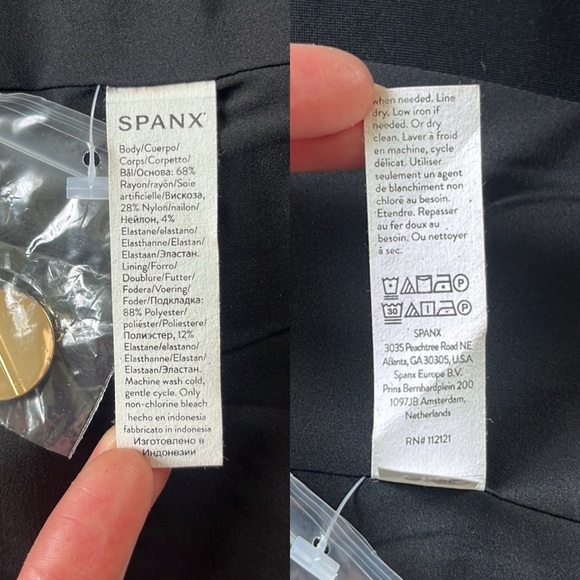 SPANX
Body/Cuerpo/
Corps/Corpetto/
Bål/Основа: 68%
Rayon/rayón/Soie
artificielle/Вискоза,
28% Nylon/nailon/
Нейлон, 4%
Elastane/elastano/
Elasthanne/Elastan/
Elastaan/Эластан.
Lining/Forro/
Doublure/Futter/
Fodera/Voering/
Foder/Подкладка:
88% Polyester/
poliéster/Poliestere/
Полиэстер, 12%
Elastane/elastano/
Elasthanne/Elastan/
Elastaan/Эластан.
Machine wash cold,
gentle cycle. Only
non-chlorine bleach
hecho en indonesia
fabbricato in indonesia
Изготовлено в
Индонезии
when needed. Line
dry. Low iron if
needed. Or dry
clean. Laver à froid
en machine, cycle
délicat. Utiliser
seulement un agent
de blanchiment non
chloré au besoin.
Etendre. Repasser
au fer doux au
besoin. Ou nettoyer
à sec.
P
30 P
SPANX
3035 Peachtree Road NE
Atlanta, GA 30305, U.S.A
Spanx Europe B.V.
Prins Bernhardplein 200
1097JB Amsterdam,
Netherlands
RN# 112121